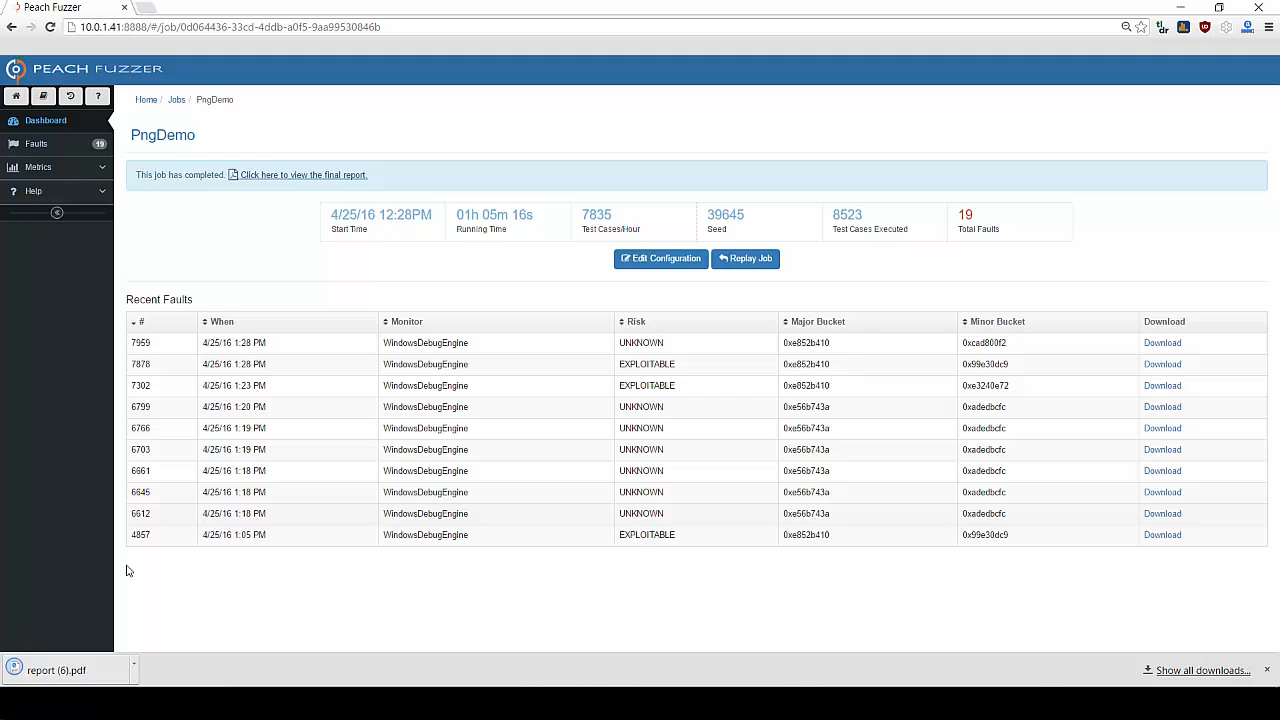 Peach Fuzzer
10.0.1.41:8888/#/job/0d064436-33cd-4ddb-a0f5-9aa99530846b
PEACH FUZZER
Home / Jobs / PngDemo
Dashboard
Faults 19
Metrics
Help
PngDemo
This job has completed. Click here to view the final report.
4/25/16 12:28PM 01h 05m 16s 7835 39645 8523 19
Start Time Running Time Test Cases/Hour Seed Test Cases Executed Total Faults
Edit Configuration Replay Job
Recent Faults
# When Monitor Risk Major Bucket Minor Bucket Download
7959 4/25/16 1:28 PM WindowsDebugEngine UNKNOWN 0xe852b410 0xcad800f2 Download
7878 4/25/16 1:28 PM WindowsDebugEngine EXPLOITABLE 0xe852b410 0x99e30dc9 Download
7302 4/25/16 1:23 PM WindowsDebugEngine EXPLOITABLE 0xe852b410 0xe3240e72 Download
6799 4/25/16 1:20 PM WindowsDebugEngine UNKNOWN 0xe56b743a 0xadedbcfc Download
6766 4/25/16 1:19 PM WindowsDebugEngine UNKNOWN 0xe56b743a 0xadedbcfc Download
6703 4/25/16 1:19 PM WindowsDebugEngine UNKNOWN 0xe56b743a 0xadedbcfc Download
6661 4/25/16 1:18 PM WindowsDebugEngine UNKNOWN 0xe56b743a 0xadedbcfc Download
6645 4/25/16 1:18 PM WindowsDebugEngine UNKNOWN 0xe56b743a 0xadedbcfc Download
6612 4/25/16 1:18 PM WindowsDebugEngine UNKNOWN 0xe56b743a 0xadedbcfc Download
4857 4/25/16 1:05 PM WindowsDebugEngine EXPLOITABLE 0xe852b410 0x99e30dc9 Download
report (6).pdf
Show all downloads...